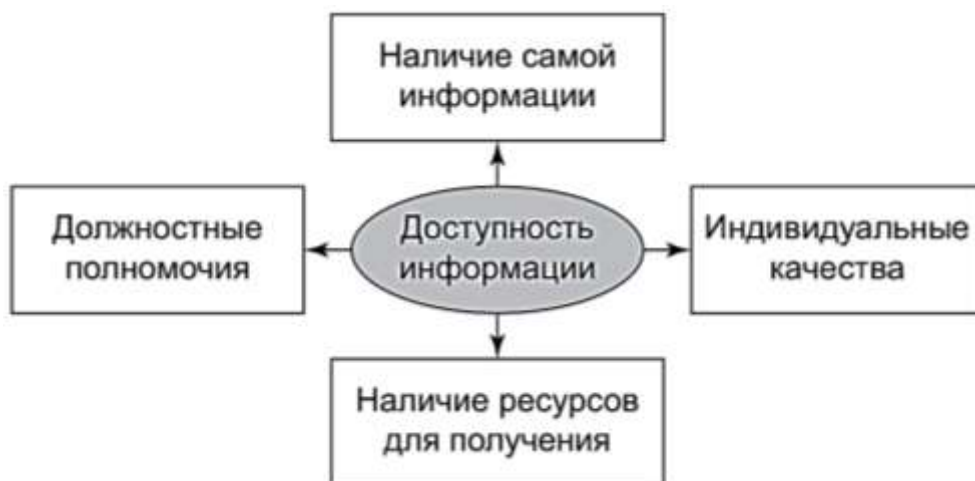 Наличие самой
информации
Должностные
полномочия
Доступность
информации
Индивидуальные
качества
Наличие ресурсов
для получения